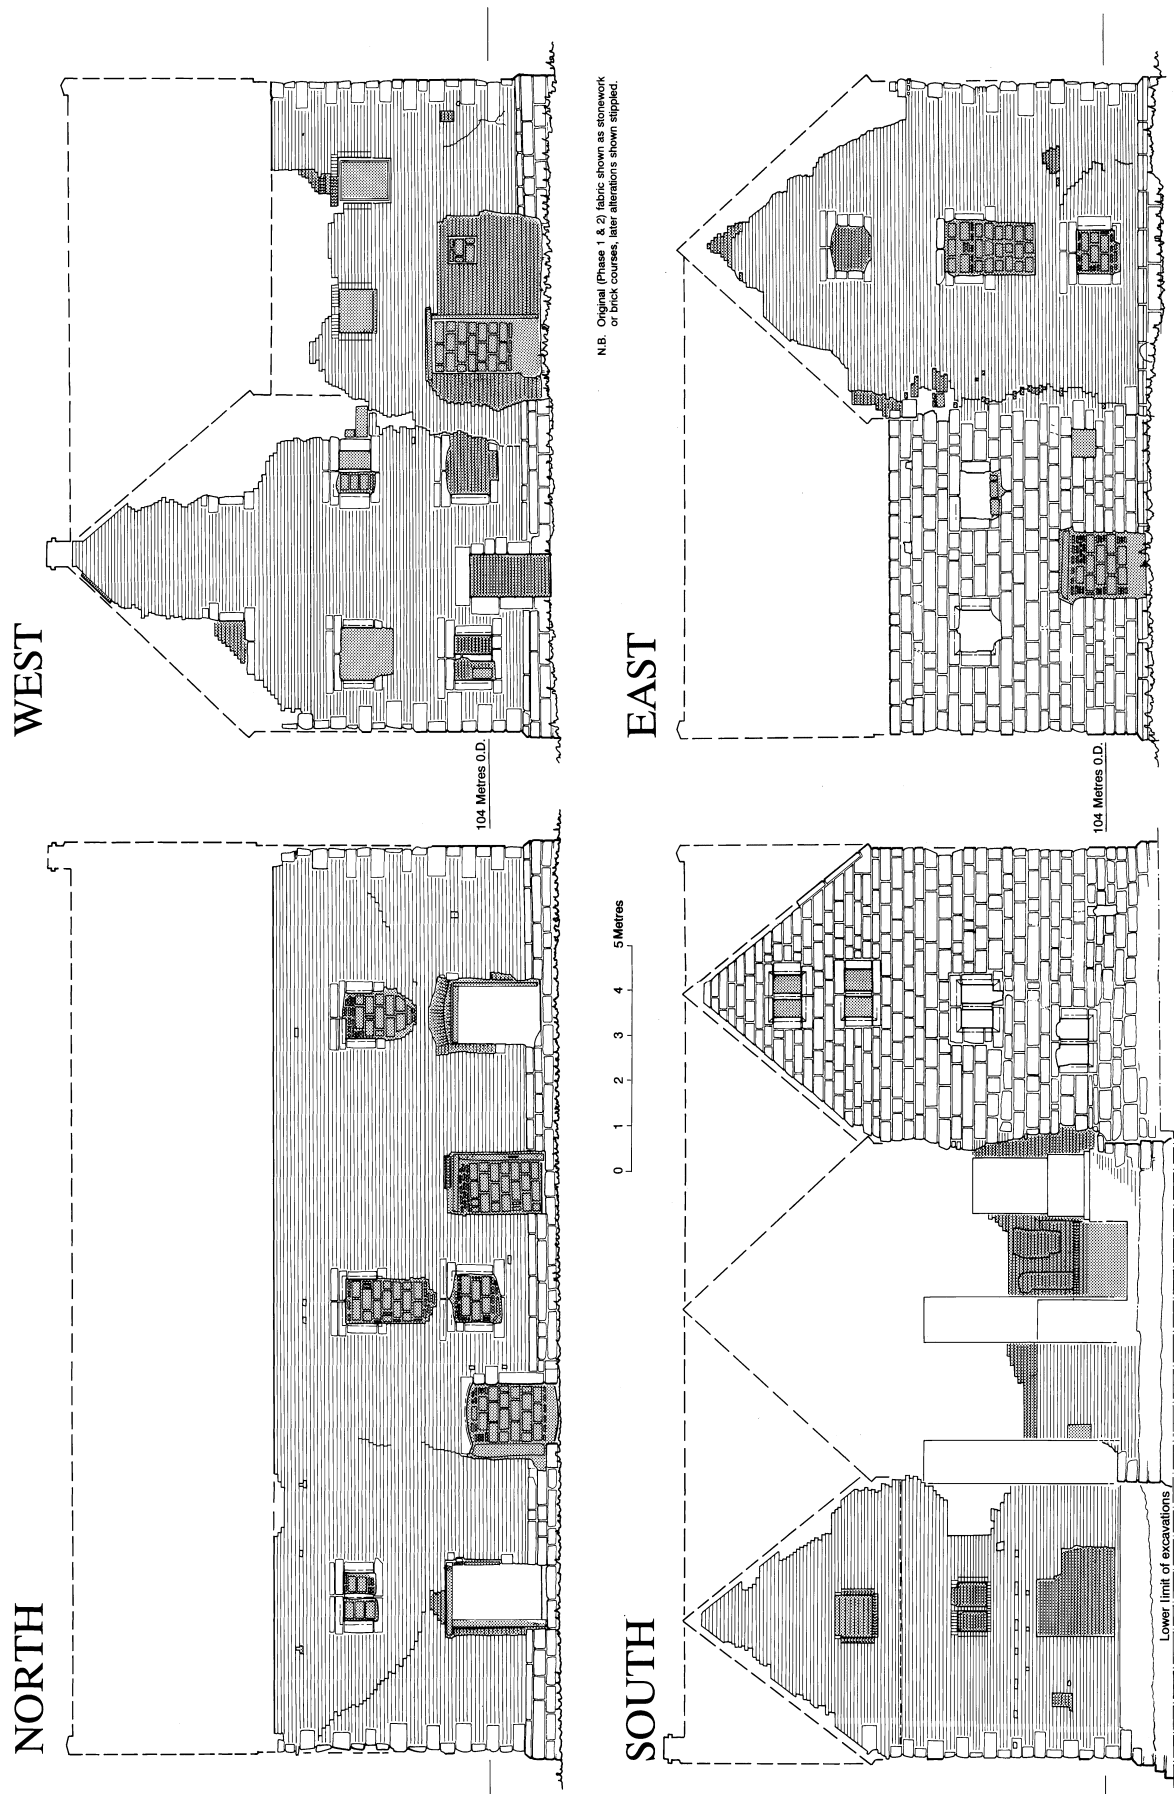 NORTH
WEST
104 Metres O.D.
0 1 2 3 4 5 Metres
N.B. Original (Phase 1 & 2) fabric shown as stonework
or brick courses, later alterations shown stippled.
SOUTH
EAST
104 Metres O.D.
Lower limit of excavations